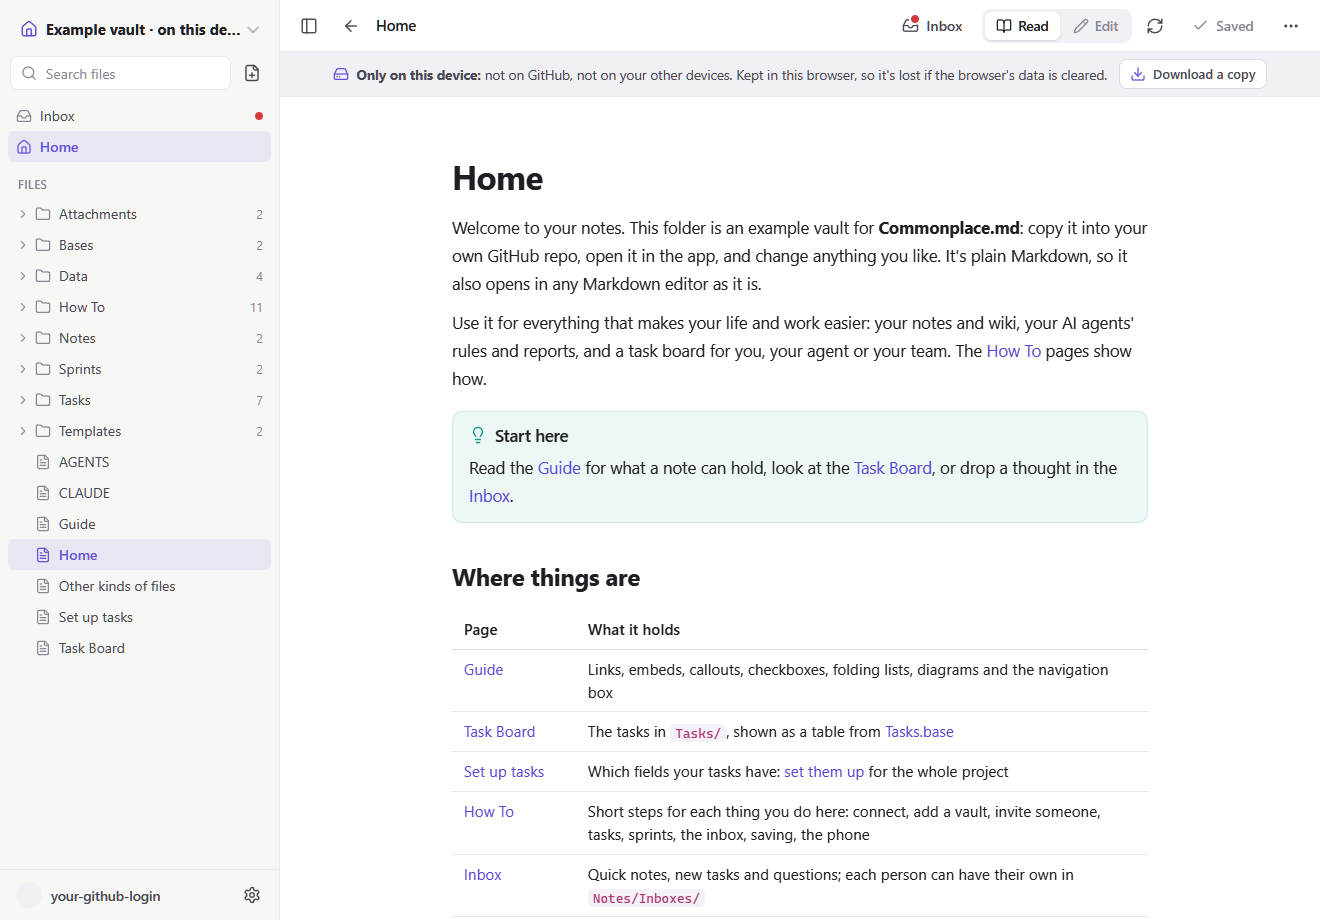 Example vault · on this de...
Search files
Inbox
Home
FILES
Attachments 2
Bases 2
Data 4
How To 11
Notes 2
Sprints 2
Tasks 7
Templates 2
AGENTS
CLAUDE
Guide
Home
Other kinds of files
Set up tasks
Task Board
your-github-login
Home
Inbox
Read
Edit
Saved
Only on this device: not on GitHub, not on your other devices. Kept in this browser, so it's lost if the browser's data is cleared.
Download a copy
Home
Welcome to your notes. This folder is an example vault for Commonplace.md: copy it into your
own GitHub repo, open it in the app, and change anything you like. It's plain Markdown, so it
also opens in any Markdown editor as it is.
Use it for everything that makes your life and work easier: your notes and wiki, your AI agents'
rules and reports, and a task board for you, your agent or your team. The How To pages show
how.
Start here
Read the Guide for what a note can hold, look at the Task Board, or drop a thought in the
Inbox.
Where things are
Page What it holds
Guide Links, embeds, callouts, checkboxes, folding lists, diagrams and the navigation
box
Task Board The tasks in Tasks/, shown as a table from Tasks.base
Set up tasks Which fields your tasks have: set them up for the whole project
How To Short steps for each thing you do here: connect, add a vault, invite someone,
tasks, sprints, the inbox, saving, the phone
Inbox Quick notes, new tasks and questions; each person can have their own in
Notes/Inboxes/